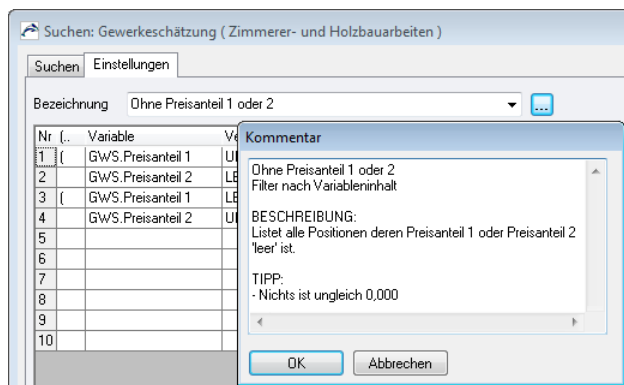 Suchen: Gewerkeschätzung ( Zimmerer- und Holzbauarbeiten )
Suchen Einstellungen
Bezeichnung Ohne Preisanteil 1 oder 2 ...
Nr (.. Variable
1 ( GWS.Preisanteil 1
2 GWS.Preisanteil 2
3 ( GWS.Preisanteil 1
4 GWS.Preisanteil 2
5
6
7
8
9
10
Kommentar
Ohne Preisanteil 1 oder 2
Filter nach Variableninhalt
BESCHREIBUNG:
Listet alle Positionen deren Preisanteil 1 oder Preisanteil 2
'leer' ist.
TIPP:
- Nichts ist ungleich 0,000
OK Abbrechen